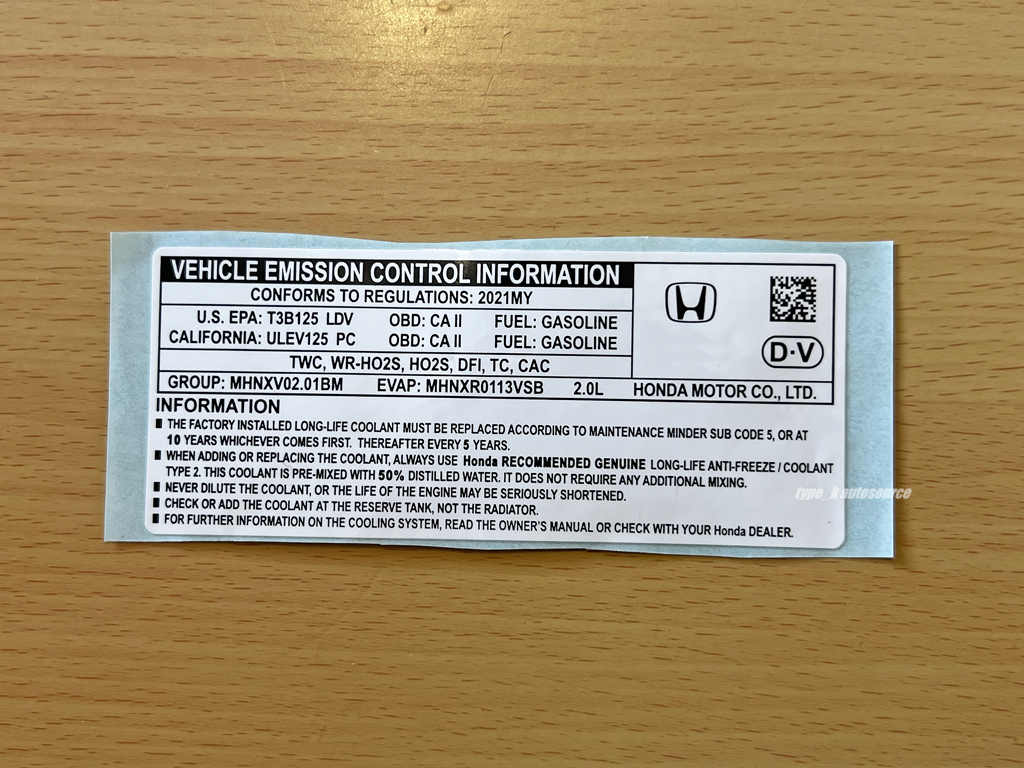 VEHICLE EMISSION CONTROL INFORMATION
CONFORMS TO REGULATIONS: 2021MY
U.S. EPA: T3B125 LDV OBD: CA II FUEL: GASOLINE
CALIFORNIA: ULEV125 PC OBD: CA II FUEL: GASOLINE
D·V
TWC, WR-HO2S, HO2S, DFI, TC, CAC
GROUP: MHNXV02.01BM EVAP: MHNXR0113VSB 2.0L HONDA MOTOR CO., LTD.
INFORMATION
THE FACTORY INSTALLED LONG-LIFE COOLANT MUST BE REPLACED ACCORDING TO MAINTENANCE MINDER SUB CODE 5, OR AT
10 YEARS WHICHEVER COMES FIRST. THEREAFTER EVERY 5 YEARS.
WHEN ADDING OR REPLACING THE COOLANT, ALWAYS USE Honda RECOMMENDED GENUINE LONG-LIFE ANTI-FREEZE / COOLANT
TYPE 2. THIS COOLANT IS PRE-MIXED WITH 50% DISTILLED WATER. IT DOES NOT REQUIRE ANY ADDITIONAL MIXING.
NEVER DILUTE THE COOLANT, OR THE LIFE OF THE ENGINE MAY BE SERIOUSLY SHORTENED.
type_k autosource
CHECK OR ADD THE COOLANT AT THE RESERVE TANK, NOT THE RADIATOR.
FOR FURTHER INFORMATION ON THE COOLING SYSTEM, READ THE OWNER'S MANUAL OR CHECK WITH YOUR Honda DEALER.